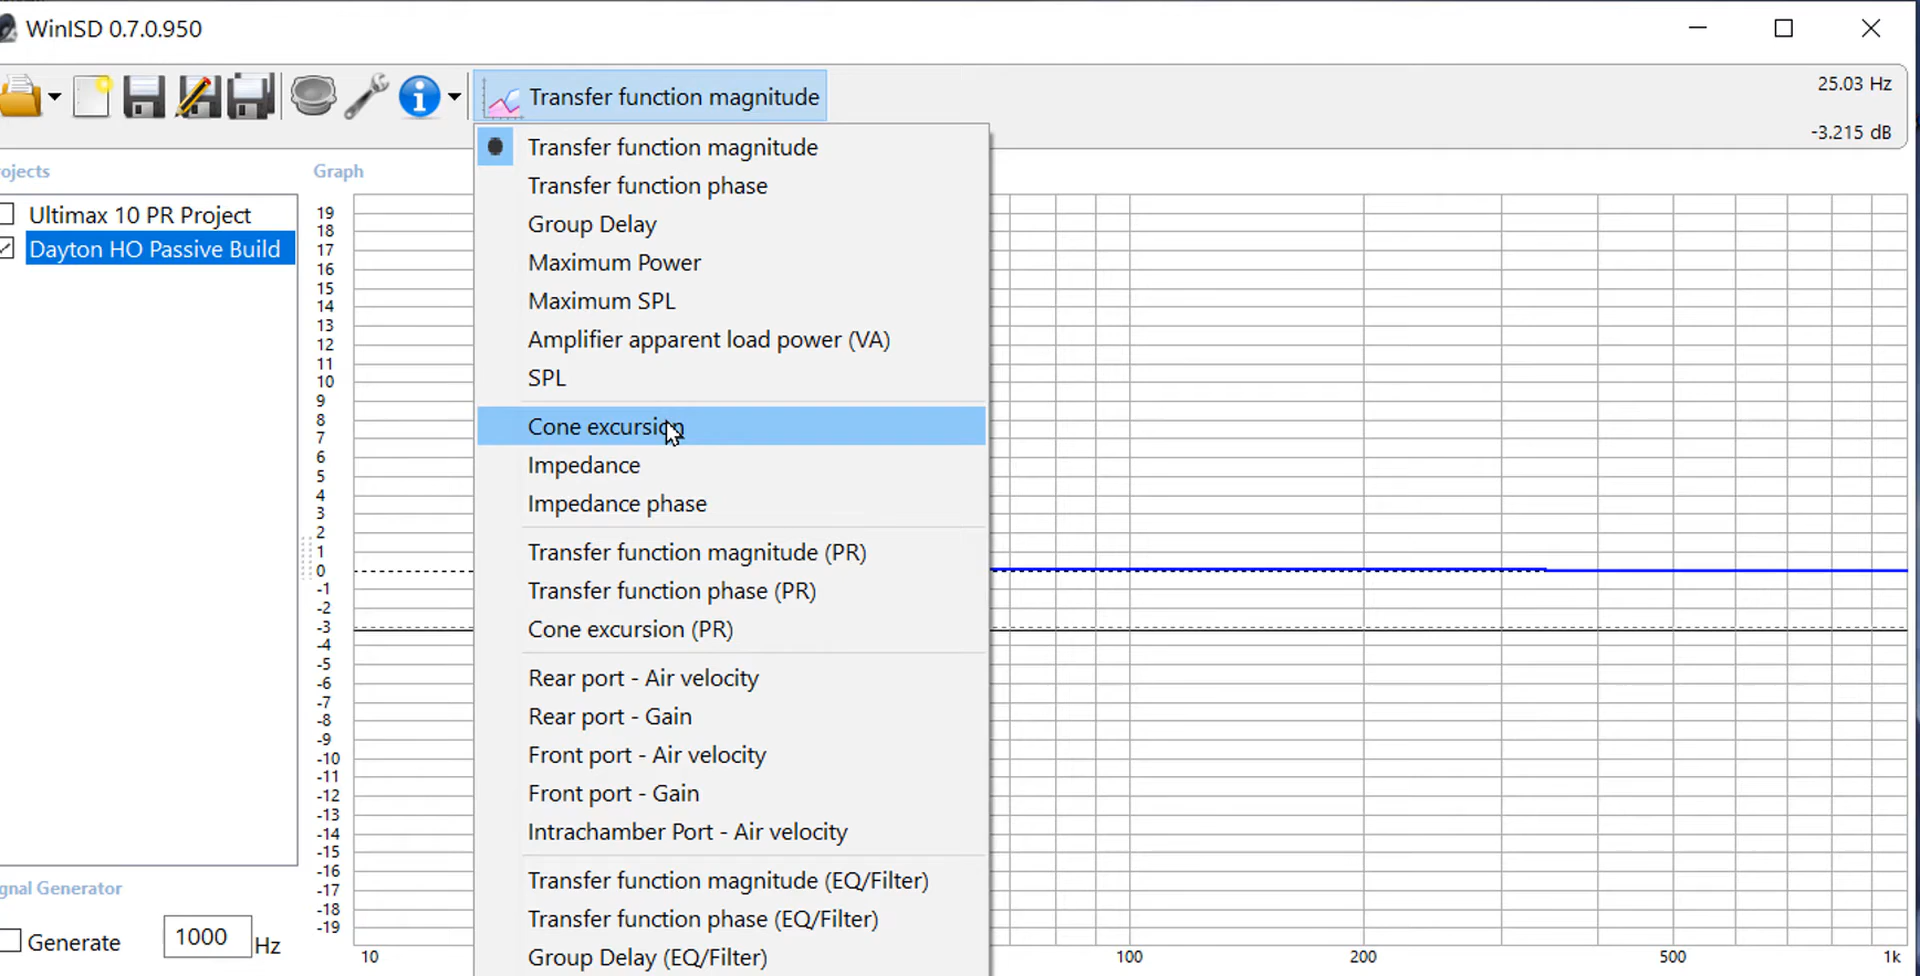 WinISD 0.7.0.950
Transfer function magnitude
25.03 Hz
-3.215 dB
ojects
Ultimax 10 PR Project
Dayton HO Passive Build
Graph
Transfer function magnitude
Transfer function phase
Group Delay
Maximum Power
Maximum SPL
Amplifier apparent load power (VA)
SPL
Cone excursion
Impedance
Impedance phase
Transfer function magnitude (PR)
Transfer function phase (PR)
Cone excursion (PR)
Rear port - Air velocity
Rear port - Gain
Front port - Air velocity
Front port - Gain
Intrachamber Port - Air velocity
Transfer function magnitude (EQ/Filter)
Transfer function phase (EQ/Filter)
Group Delay (EQ/Filter)
19
18
17
16
15
14
13
12
11
10
9
8
7
6
5
4
3
2
1
0
-1
-2
-3
-4
-5
-6
-7
-8
-9
-10
-11
-12
-13
-14
-15
-16
-17
-18
-19
10
100
200
500
1k
gnal Generator
Generate
1000
Hz